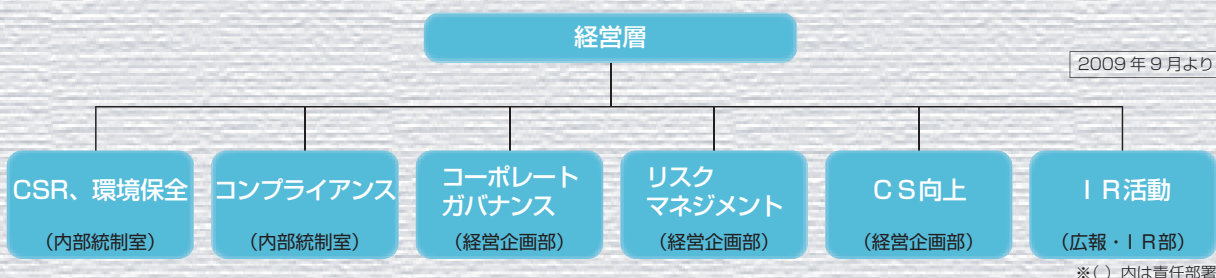 経営層
2009年9月より
CSR、環境保全
(内部統制室)
コンプライアンス
(内部統制室)
コーポレート
ガバナンス
(経営企画部)
リスク
マネジメント
(経営企画部)
CS向上
(経営企画部)
IR活動
(広報・IR部)
※( )内は責任部署